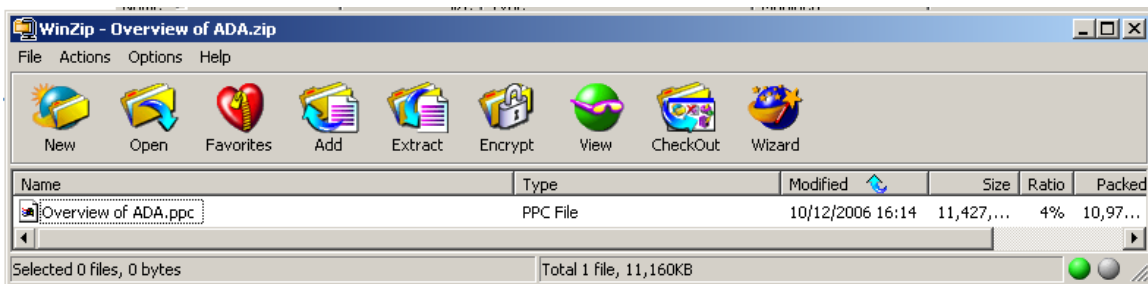 WinZip - Overview of ADA.zip
File Actions Options Help
New Open Favorites Add Extract Encrypt View CheckOut Wizard
Name Type Modified Size Ratio Packed
Overview of ADA.ppc PPC File 10/12/2006 16:14 11,427,... 4% 10,97...
Selected 0 files, 0 bytes Total 1 file, 11,160KB